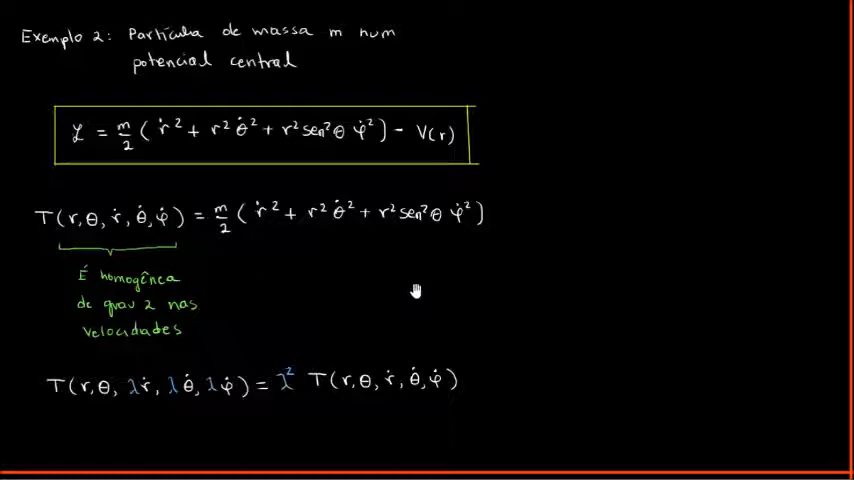 Exemplo 2: Partícula de massa m num
potencial central
ℒ = m/2 ( ṙ² + r² θ̇² + r² sen²θ φ̇² ) - V(r)
T(r, θ, ṙ, θ̇, φ̇) = m/2 ( ṙ² + r² θ̇² + r² sen²θ φ̇² )
É homogênea
de grau 2 nas
velocidades
T(r, θ, λṙ, λθ̇, λφ̇) = λ² T(r, θ, ṙ, θ̇, φ̇)